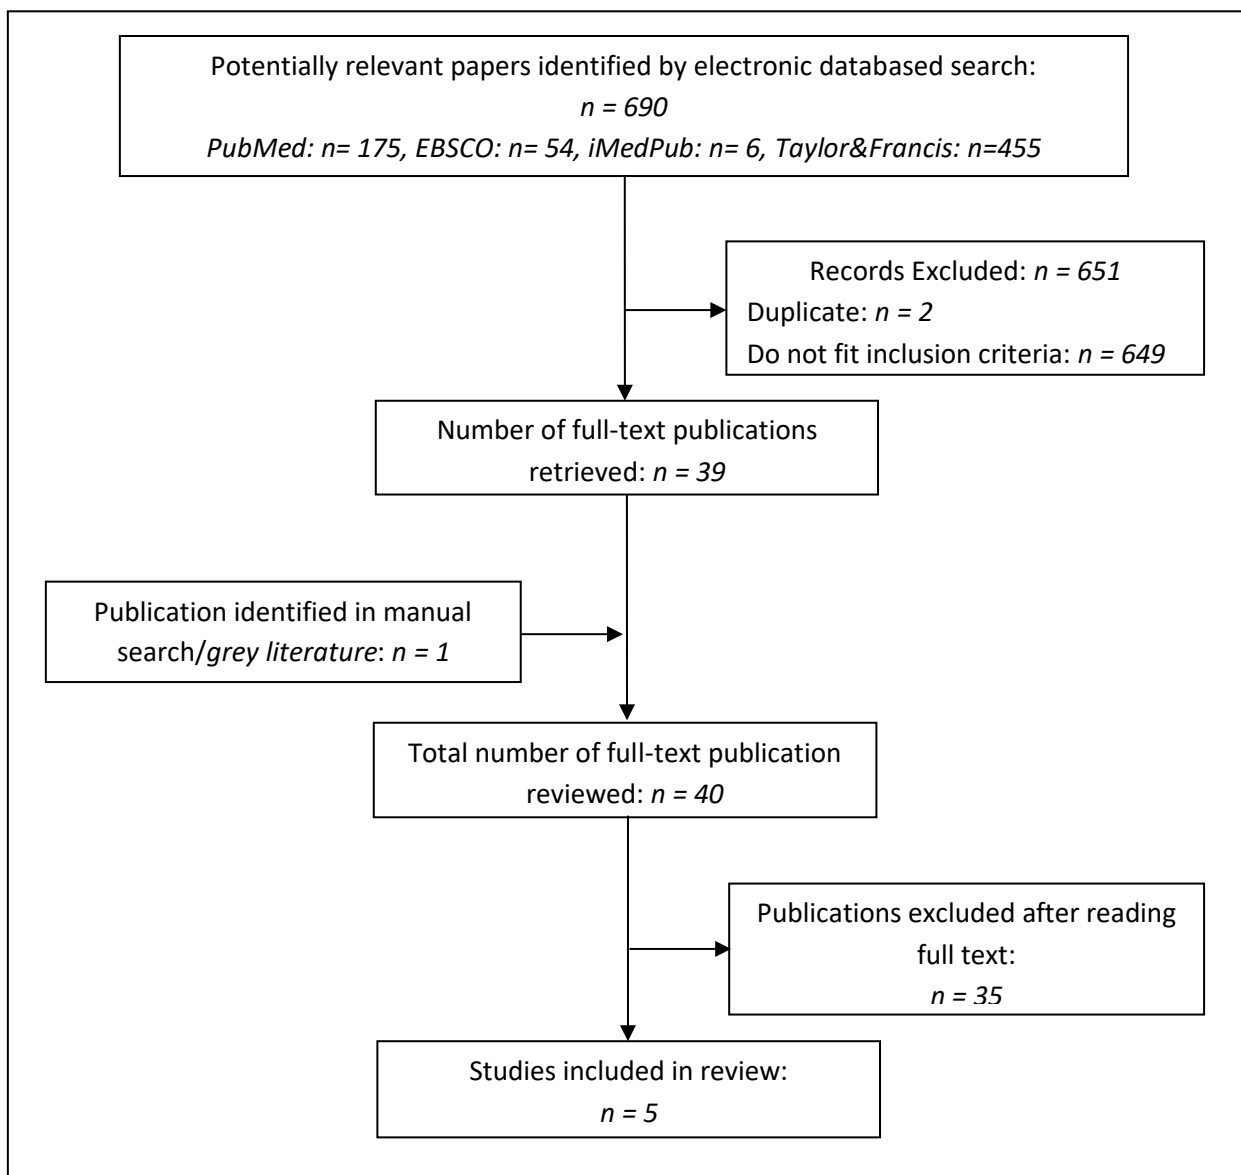 Potentially relevant papers identified by electronic databased search:
n = 690
PubMed: n= 175, EBSCO: n= 54, iMedPub: n= 6, Taylor&Francis: n=455
Records Excluded: n = 651
Duplicate: n = 2
Do not fit inclusion criteria: n = 649
Number of full-text publications
retrieved: n = 39
Publication identified in manual
search/grey literature: n = 1
Total number of full-text publication
reviewed: n = 40
Publications excluded after reading
full text:
n = 35
Studies included in review:
n = 5